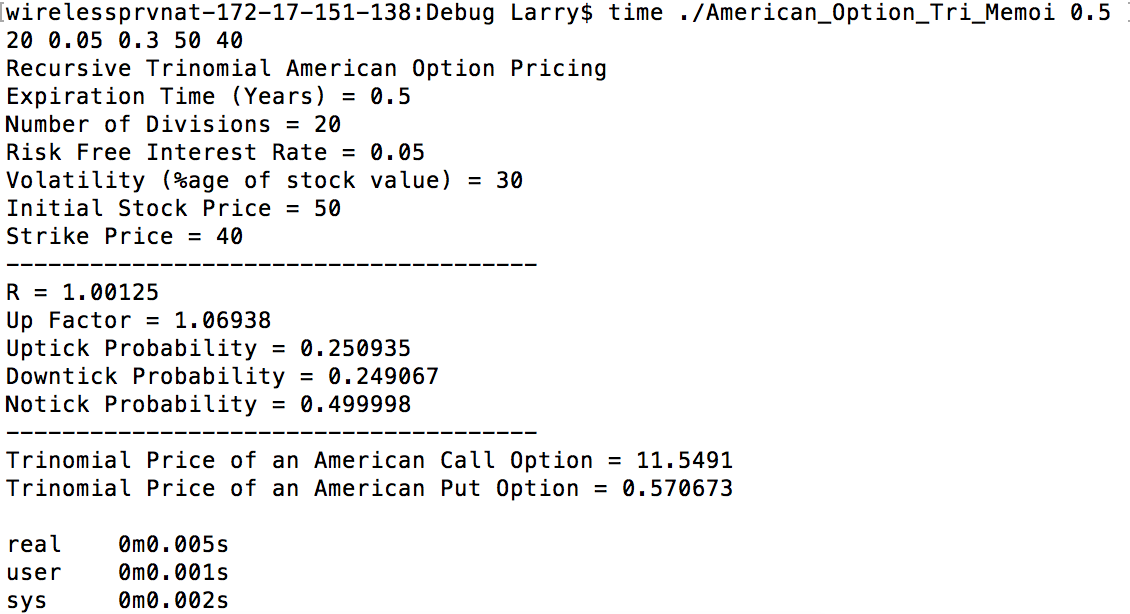 [wirelessprvnat-172-17-151-138:Debug Larry$ time ./American_Option_Tri_Memoi 0.5 ]
20 0.05 0.3 50 40
Recursive Trinomial American Option Pricing
Expiration Time (Years) = 0.5
Number of Divisions = 20
Risk Free Interest Rate = 0.05
Volatility (%age of stock value) = 30
Initial Stock Price = 50
Strike Price = 40
--------------------------------------
R = 1.00125
Up Factor = 1.06938
Uptick Probability = 0.250935
Downtick Probability = 0.249067
Notick Probability = 0.499998
--------------------------------------
Trinomial Price of an American Call Option = 11.5491
Trinomial Price of an American Put Option = 0.570673
real 0m0.005s
user 0m0.001s
sys 0m0.002s